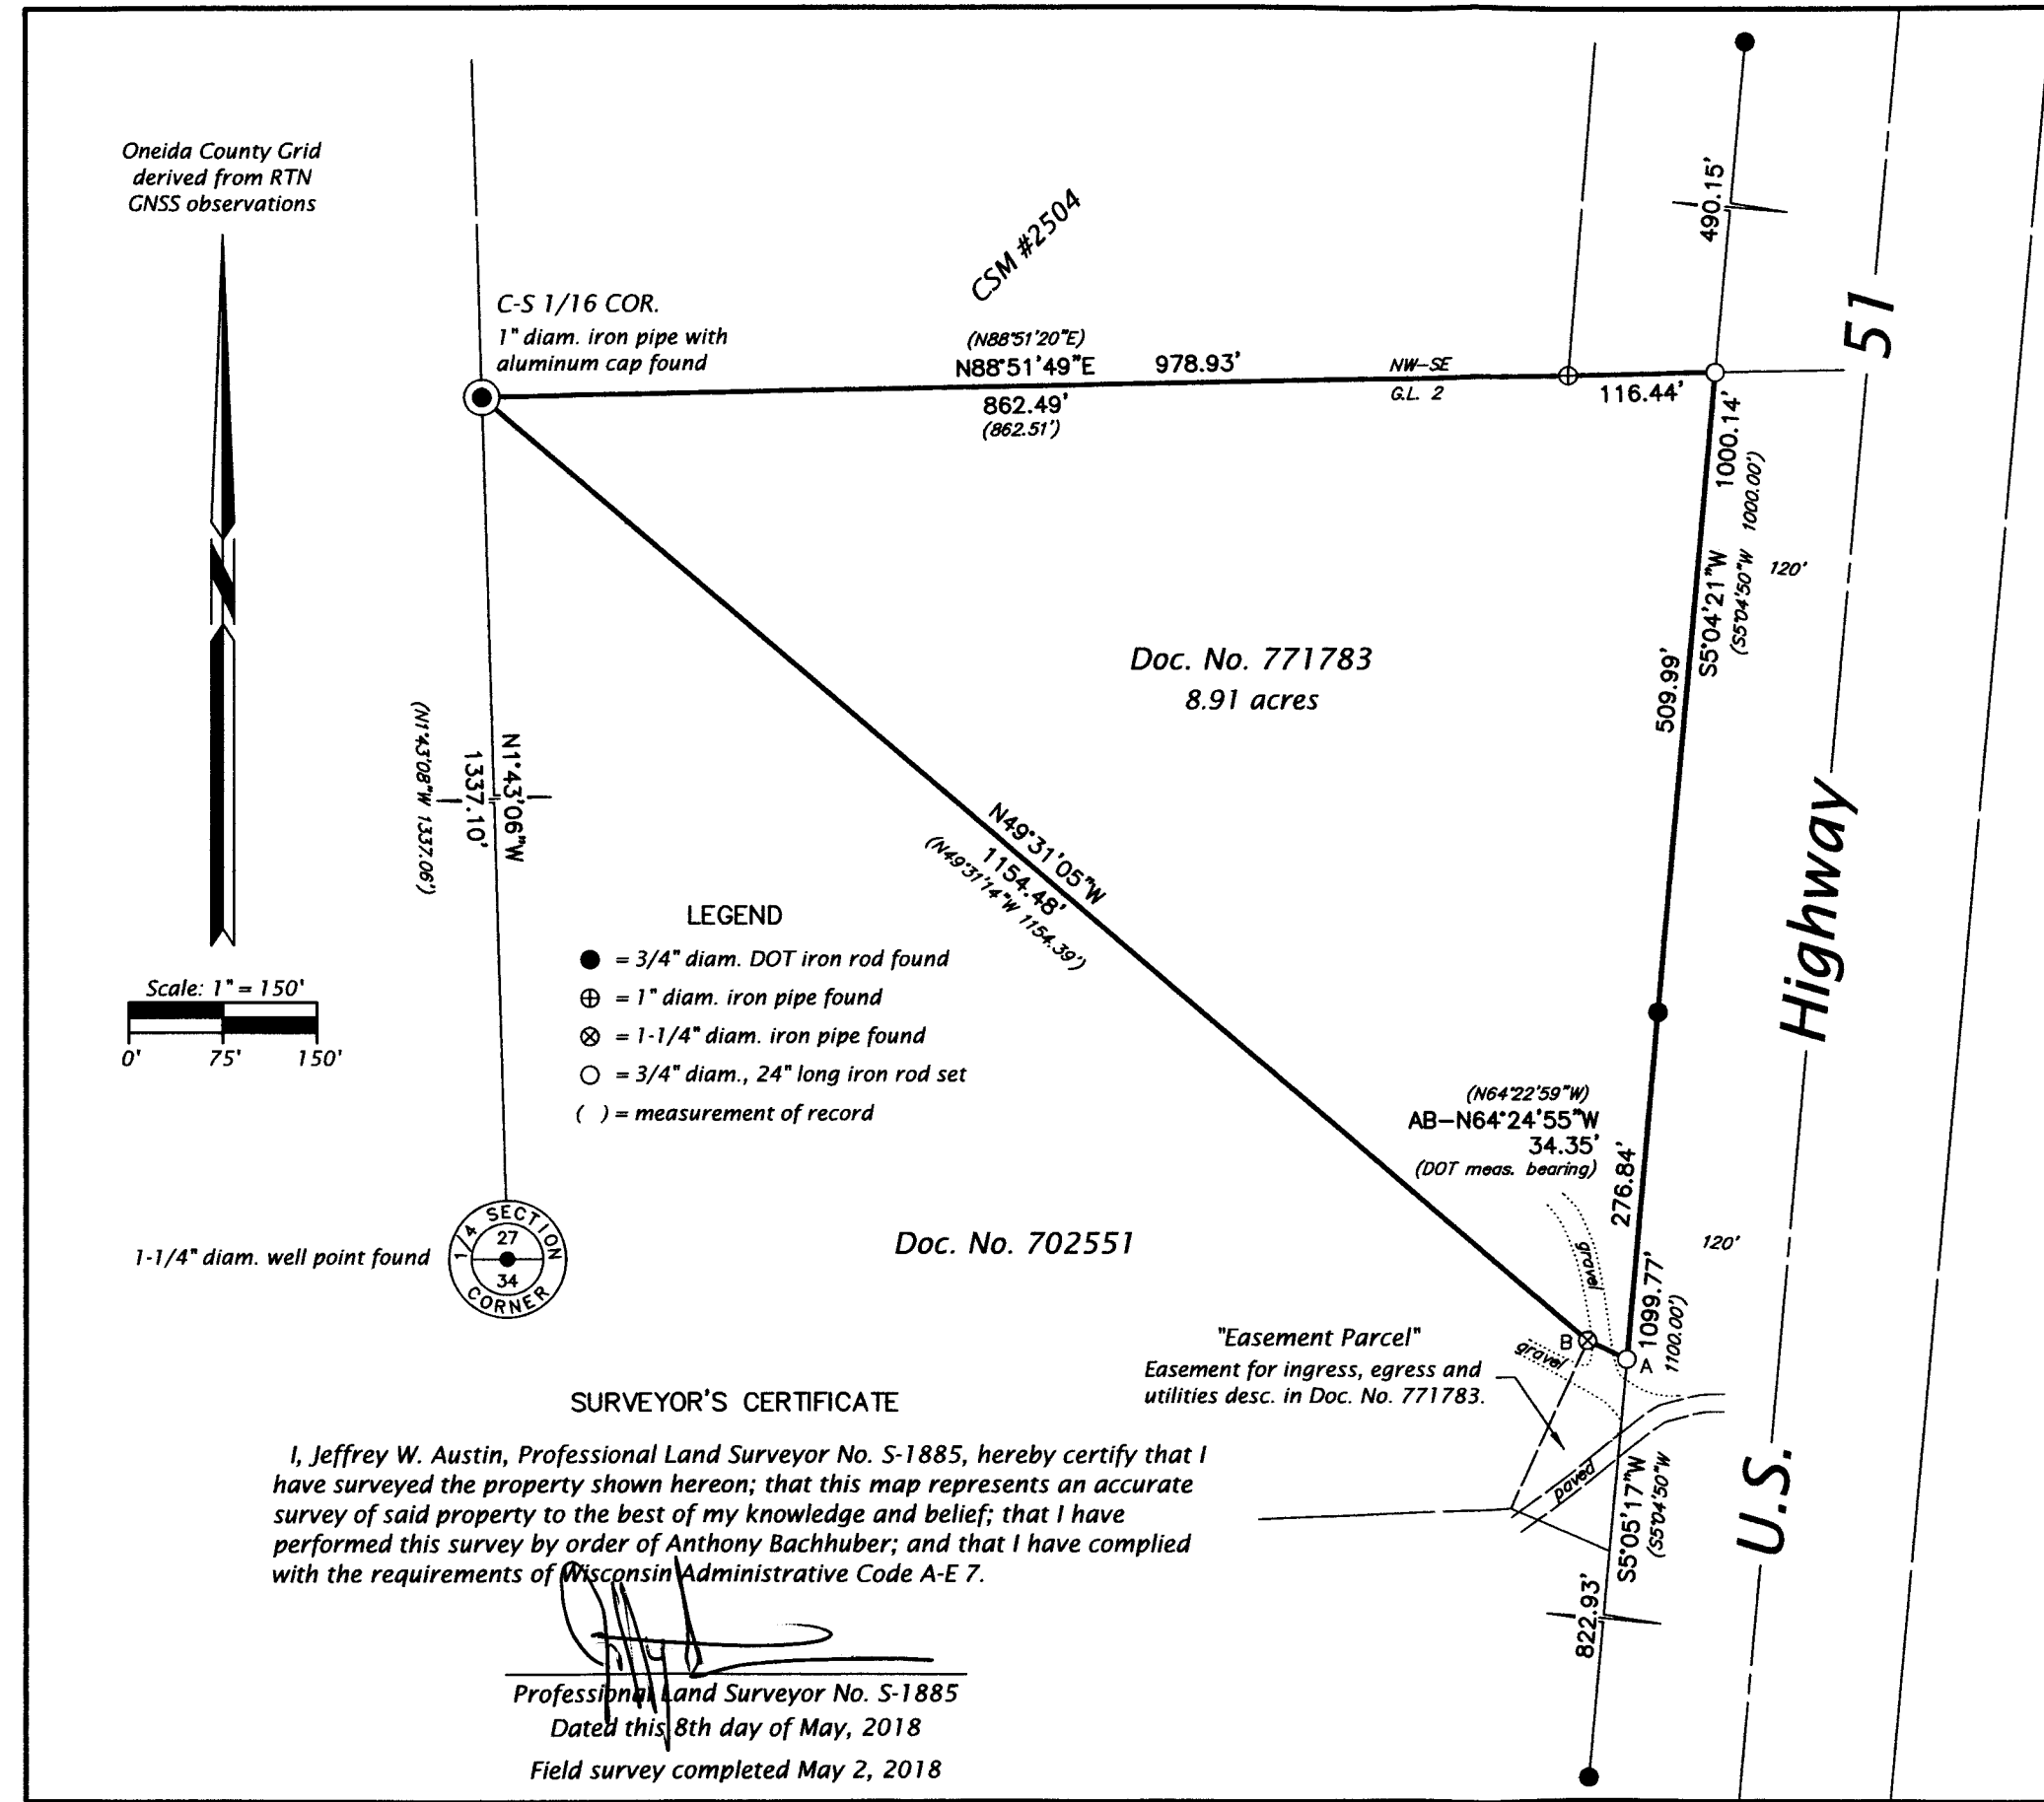 Oneida County Grid
derived from RTN
GNSS observations
C-S 1/16 COR.
1" diam. iron pipe with
aluminum cap found
CSM #2504
(N88°51'20"E)
N88°51'49"E 978.93'
862.49'
(862.51')
NW-SE
G.L. 2
116.44'
490.15'
1000.14'
S5°04'21"W
(S5°04'50"W 1000.00')
120'
509.99'
51
Highway
U.S.
Doc. No. 771783
8.91 acres
N1°43'06"W
1337.10'
(N1°43'08"W 1337.06')
N49°31'05"W
1154.48'
(N49°31'14"W 1154.39')
LEGEND
= 3/4" diam. DOT iron rod found
= 1" diam. iron pipe found
= 1-1/4" diam. iron pipe found
= 3/4" diam., 24" long iron rod set
( ) = measurement of record
Scale: 1" = 150'
0' 75' 150'
(N64°22'59"W)
AB-N64°24'55"W
34.35'
(DOT meas. bearing)
276.84'
120'
1099.77'
(1100.00')
gravel
gravel
B
A
1/4 SECTION
27
34
CORNER
1-1/4" diam. well point found
Doc. No. 702551
"Easement Parcel"
Easement for ingress, egress and
utilities desc. in Doc. No. 771783.
paved
S5°05'17"W
(S5°04'50"W
822.93'
SURVEYOR'S CERTIFICATE
I, Jeffrey W. Austin, Professional Land Surveyor No. S-1885, hereby certify that I
have surveyed the property shown hereon; that this map represents an accurate
survey of said property to the best of my knowledge and belief; that I have
performed this survey by order of Anthony Bachhuber; and that I have complied
with the requirements of Wisconsin Administrative Code A-E 7.
Professional Land Surveyor No. S-1885
Dated this 8th day of May, 2018
Field survey completed May 2, 2018